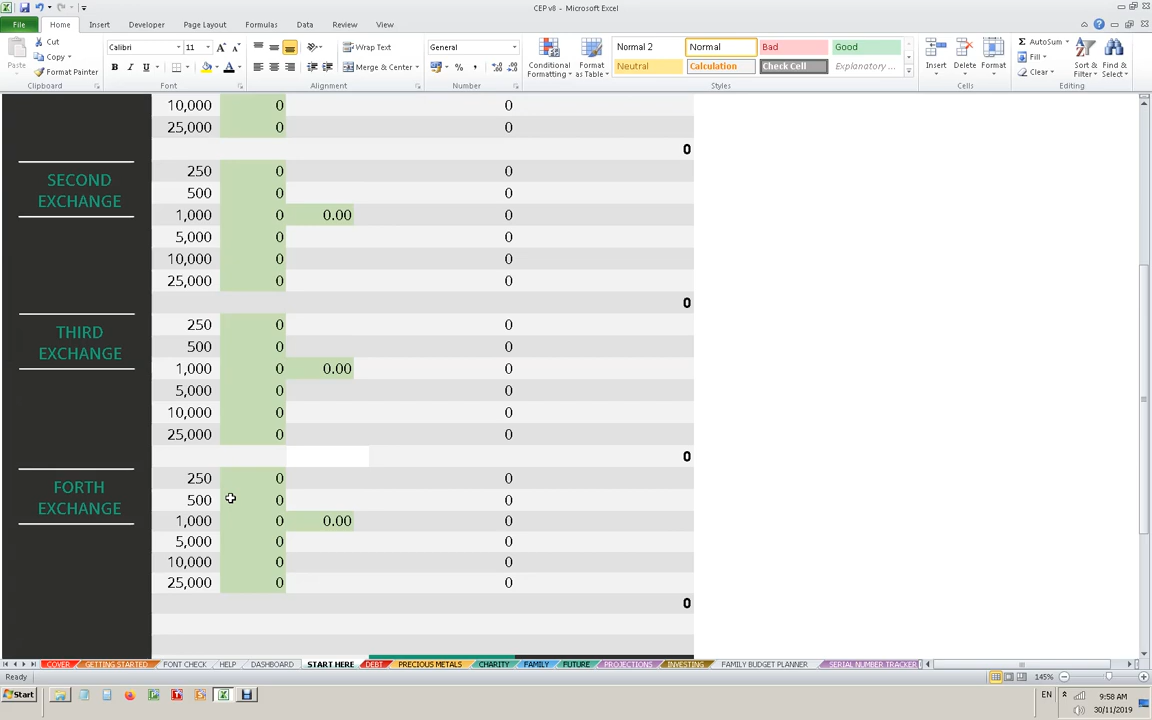 CEP v8 - Microsoft Excel
File Home Insert Developer Page Layout Formulas Data Review View
Paste Cut Copy Format Painter
Calibri 11 Wrap Text Merge & Center General
Conditional Formatting Format as Table
Normal 2 Normal Bad Good
Neutral Calculation Check Cell Explanatory ...
Insert Delete Format
AutoSum Fill Clear Sort & Filter Find & Select
Clipboard Font Alignment Number Styles Cells Editing
10,000 0 0
25,000 0 0
0
SECOND EXCHANGE
250 0 0
500 0 0
1,000 0 0.00 0
5,000 0 0
10,000 0 0
25,000 0 0
0
THIRD EXCHANGE
250 0 0
500 0 0
1,000 0 0.00 0
5,000 0 0
10,000 0 0
25,000 0 0
0
FORTH EXCHANGE
250 0 0
500 0 0
1,000 0 0.00 0
5,000 0 0
10,000 0 0
25,000 0 0
0
COVER GETTING STARTED FONT CHECK HELP DASHBOARD START HERE DEBT PRECIOUS METALS CHARITY FAMILY FUTURE PROJECTIONS INVESTING FAMILY BUDGET PLANNER SERIAL NUMBER TRACKER
Ready 145%
Start EN 9:58 AM
30/11/2019